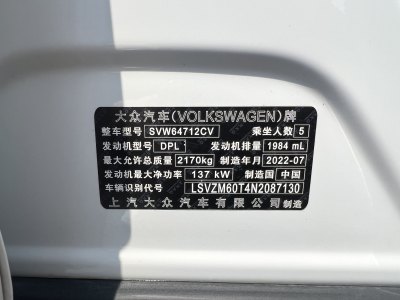 大众汽车(VOLKSWAGEN)牌
整车型号 SVW64712CV 乘坐人数 5
发动机型号 DPL 发动机排量 1984 mL
最大允许总质量 2170kg 制造年月 2022-07
发动机最大净功率 137 kW 制造国 中国
车辆识别代号 LSVZM60T4N2087130
上汽大众汽车有限公司 制造